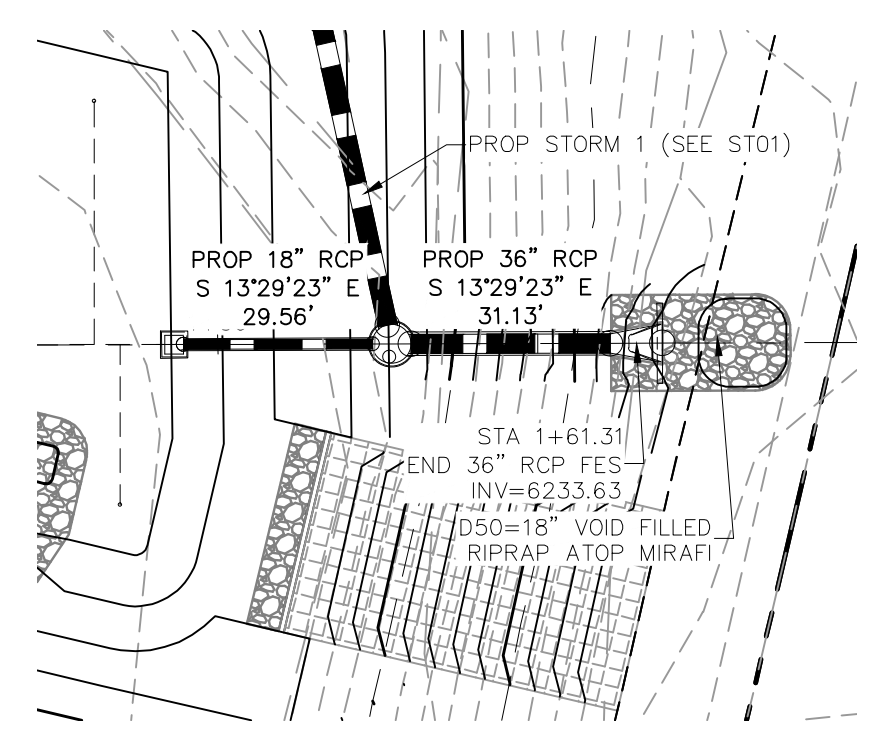 PROP STORM 1 (SEE ST01)
PROP 18" RCP
S 13°29'23" E
29.56'
PROP 36" RCP
S 13°29'23" E
31.13'
STA 1+61.31
END 36" RCP FES
INV=6233.63
D50=18" VOID FILLED
RIPRAP ATOP MIRAFI